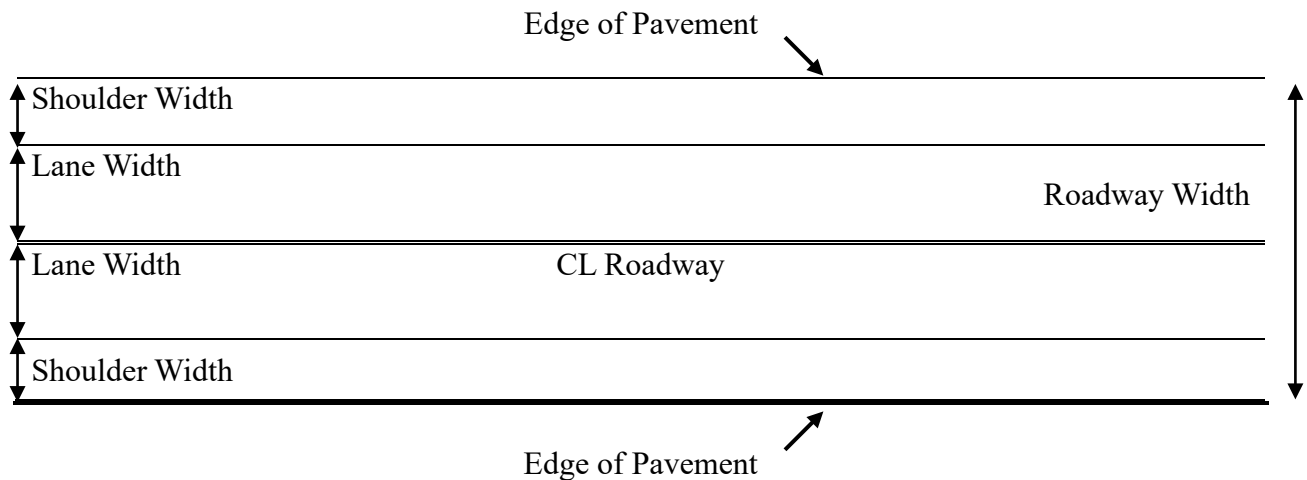 Edge of Pavement
Shoulder Width
Lane Width
Roadway Width
Lane Width
CL Roadway
Shoulder Width
Edge of Pavement